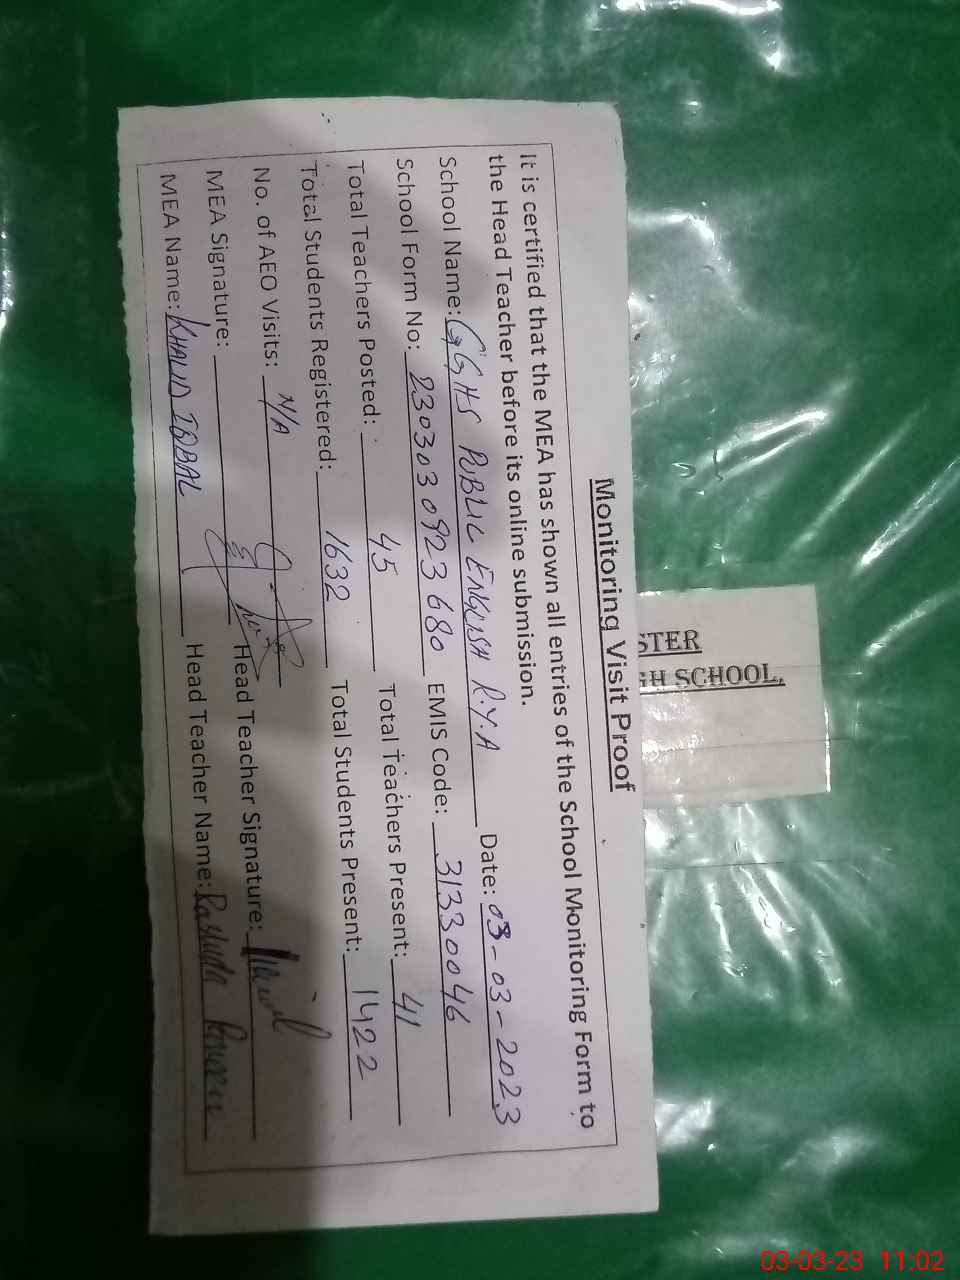 Monitoring Visit Proof
It is certified that the MEA has shown all entries of the School Monitoring Form to
the Head Teacher before its online submission.
School Name: GGHS PUBLIC ENGLISH R.Y.A Date: 03-03-2023
School Form No: 230303092368​0 EMIS Code: 31330046
Total Teachers Posted: 45 Total Teachers Present: 41
Total Students Registered: 1632 Total Students Present: 1422
No. of AEO Visits: N/A
MEA Signature: Head Teacher Signature:
MEA Name: KHALID IQBAL Head Teacher Name: Rashida Parveen
STER
GH SCHOOL,
03-03-23 11:02